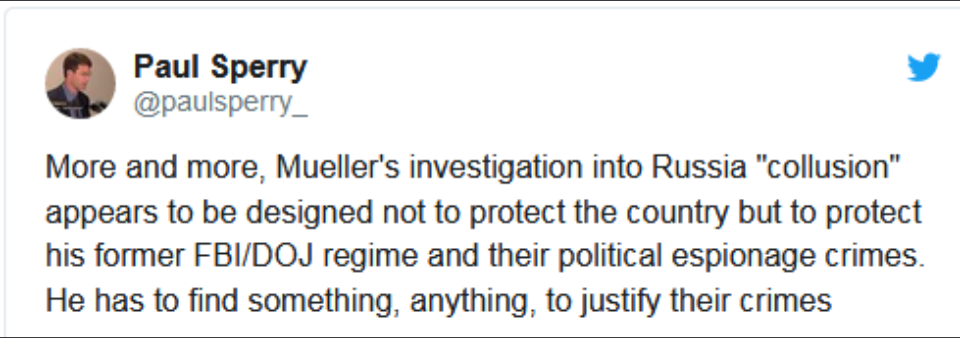 Paul Sperry
@paulsperry_
More and more, Mueller's investigation into Russia "collusion"
appears to be designed not to protect the country but to protect
his former FBI/DOJ regime and their political espionage crimes.
He has to find something, anything, to justify their crimes